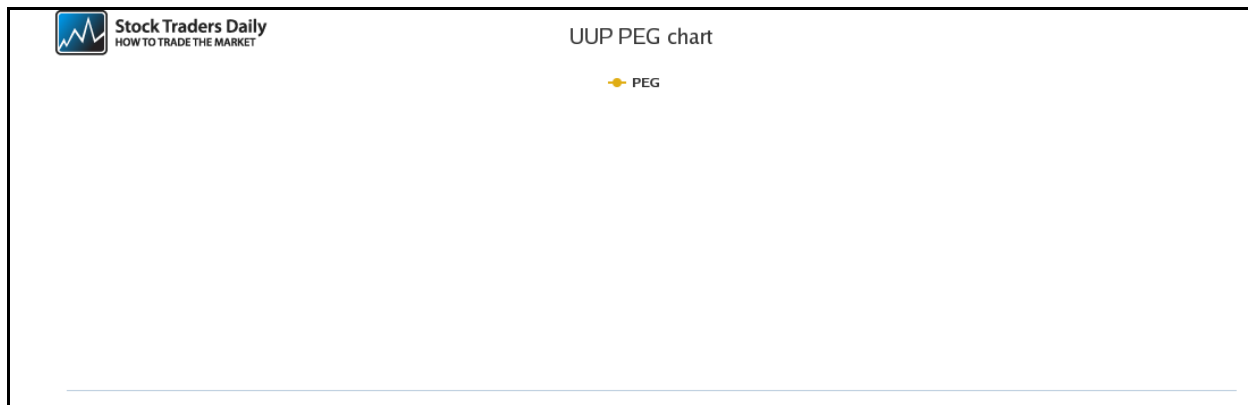 Stock Traders Daily
HOW TO TRADE THE MARKET
UUP PEG chart
PEG